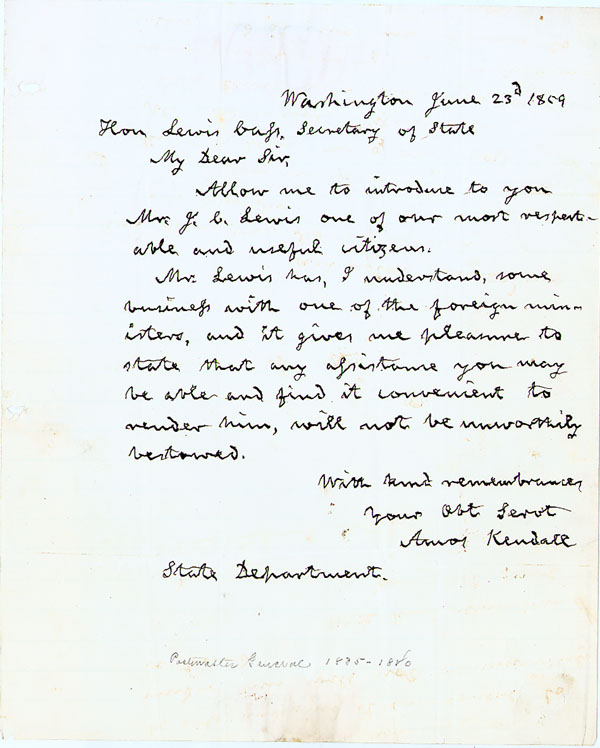 Washington June 23d 1859
Hon Lewis Cass, Secretary of State
My Dear Sir,
Allow me to introduce to you
Mr. J. C. Lewis one of our most respect-
able and useful citizens.
Mr. Lewis has, I understand, some
business with one of the foreign min-
isters, and it gives me pleasure to
state that any assistance you may
be able and find it convenient to
render him, will not be unworthily
bestowed.
With kind remembrances
Your Obt Servt
Amos Kendall
State Department.
Postmaster General 1835-1840